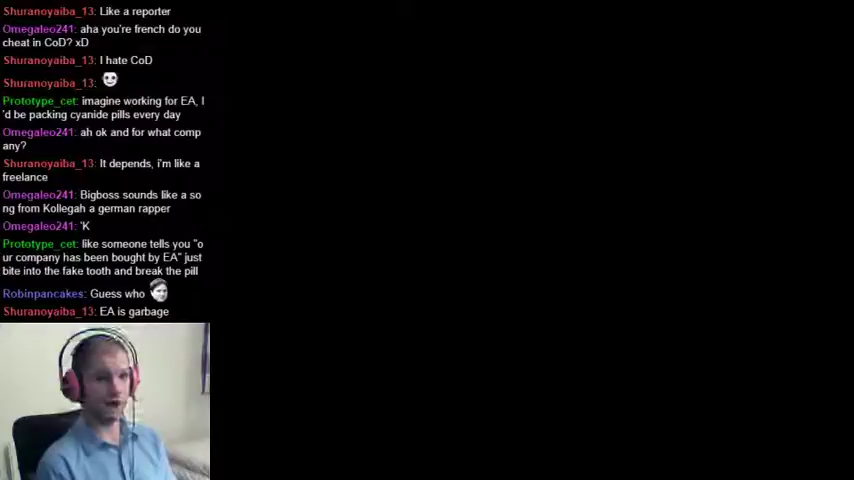 Shuranoyaiba_13: Like a reporter
Omegaleo241: aha you're french do you
cheat in CoD? xD
Shuranoyaiba_13: I hate CoD
Shuranoyaiba_13:
Prototype_cet: imagine working for EA, I
'd be packing cyanide pills every day
Omegaleo241: ah ok and for what comp
any?
Shuranoyaiba_13: It depends, i'm like a
freelance
Omegaleo241: Bigboss sounds like a so
ng from Kollegah a german rapper
Omegaleo241: 'K
Prototype_cet: like someone tells you "o
ur company has been bought by EA" just
bite into the fake tooth and break the pill
Robinpancakes: Guess who
Shuranoyaiba_13: EA is garbage